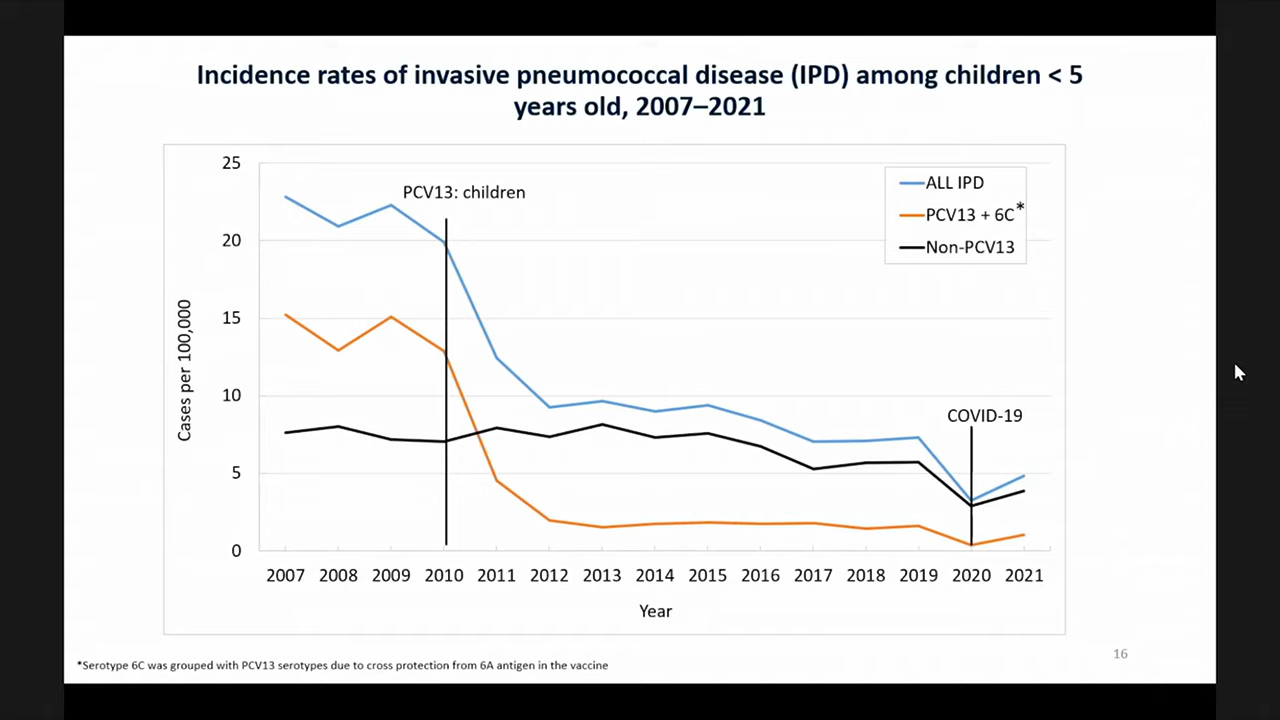 Incidence rates of invasive pneumococcal disease (IPD) among children < 5
years old, 2007–2021
25
20
15
10
5
0
Cases per 100,000
PCV13: children
ALL IPD
PCV13 + 6C*
Non-PCV13
COVID-19
2007 2008 2009 2010 2011 2012 2013 2014 2015 2016 2017 2018 2019 2020 2021
Year
16
*Serotype 6C was grouped with PCV13 serotypes due to cross protection from 6A antigen in the vaccine